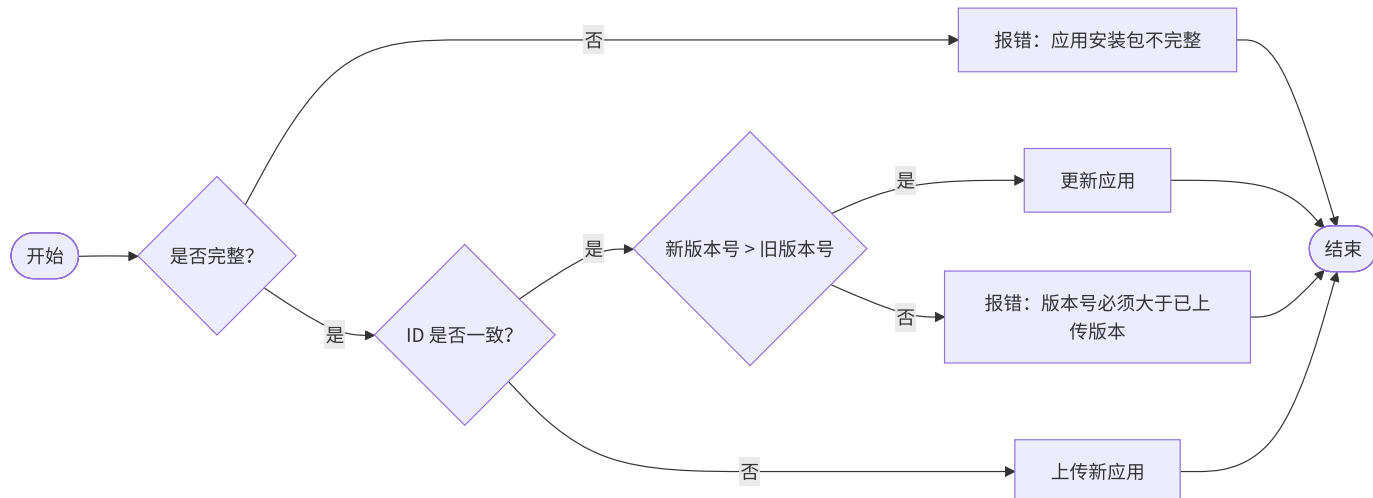 否
报错：应用安装包不完整
是
更新应用
开始
是否完整？
是
新版本号 > 旧版本号
结束
是
ID 是否一致？
否
报错：版本号必须大于已上
传版本
否
上传新应用